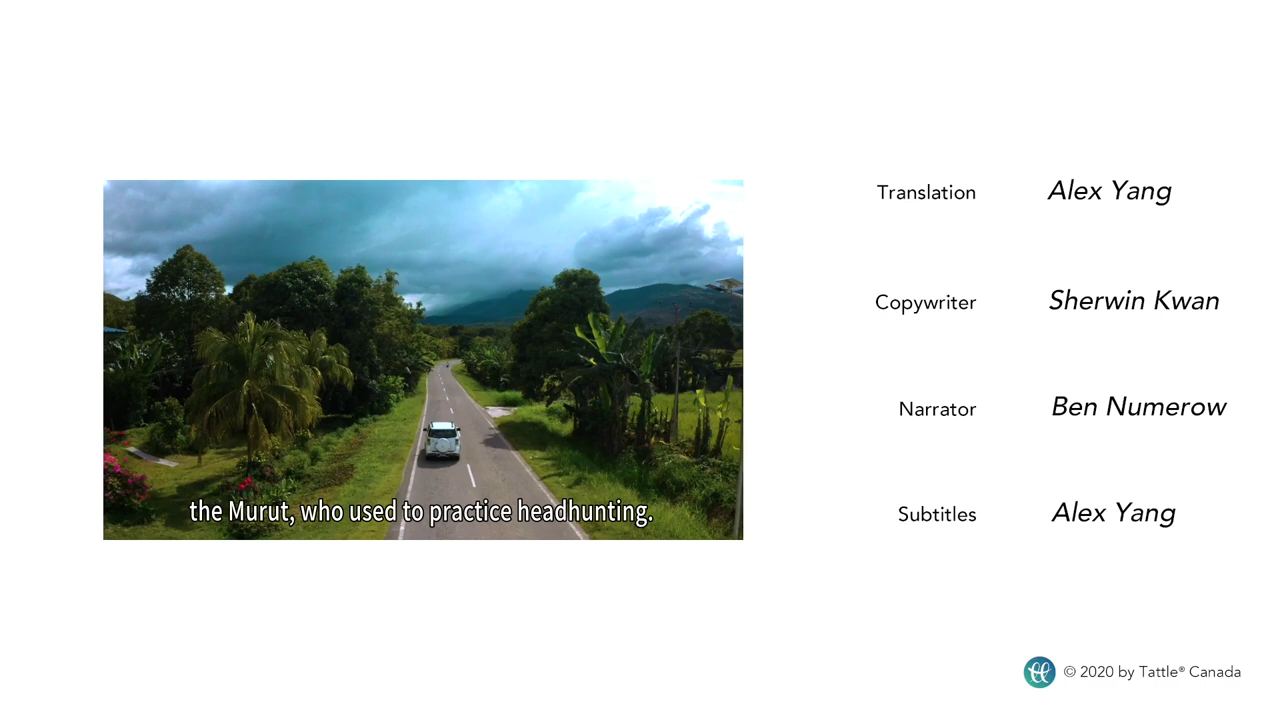 Translation Alex Yang
Copywriter Sherwin Kwan
Narrator Ben Numerow
the Murut, who used to practice headhunting.
Subtitles Alex Yang
© 2020 by Tattle® Canada